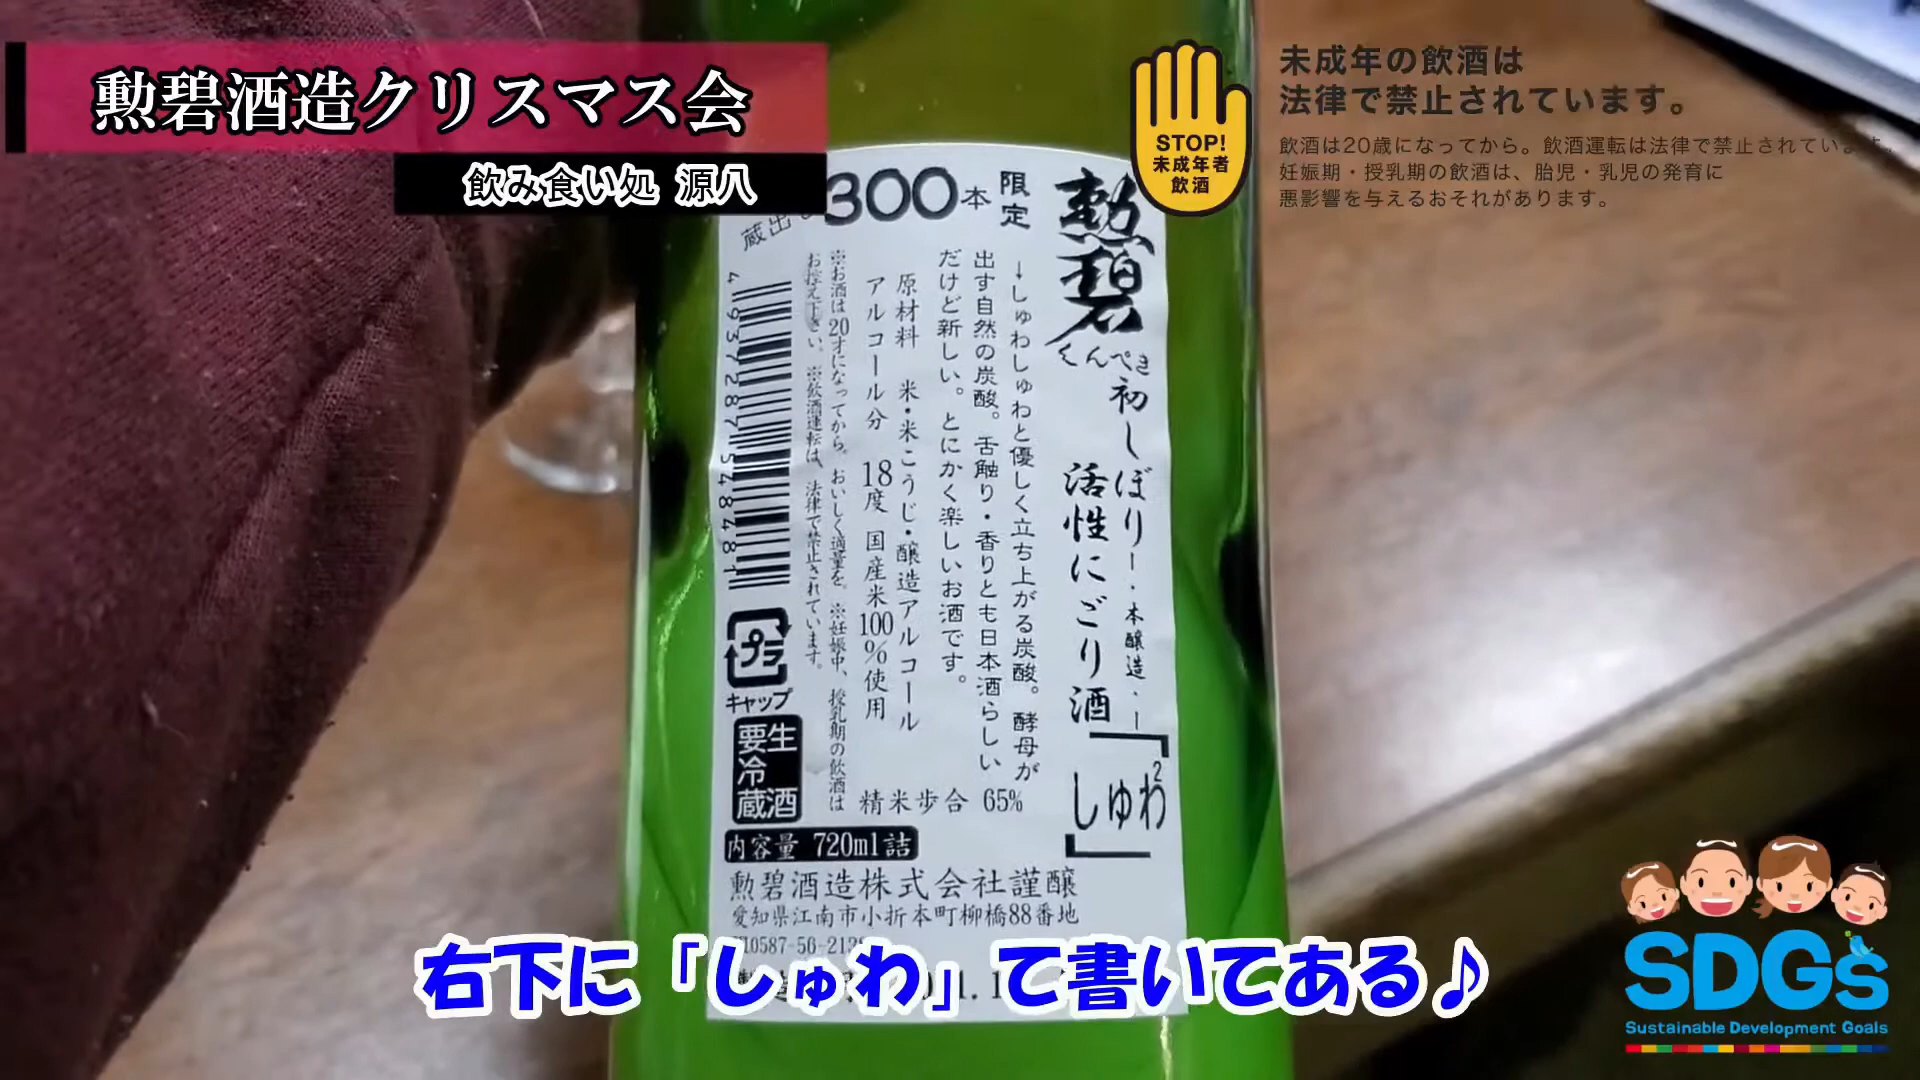 勲碧酒造クリスマス会
飲み食い処 源八
STOP!
未成年者
飲酒
未成年の飲酒は
法律で禁止されています。
飲酒は20歳になってから。飲酒運転は法律で禁止されています。
妊娠期・授乳期の飲酒は、胎児・乳児の発育に
悪影響を与えるおそれがあります。
蔵出し300本限定
勲碧
くんぺき
初しぼり
ー・本醸造・ー
活性にごり酒
「しゅわ2」
↓しゅわしゅわと優しく立ち上がる炭酸。酵母が
出す自然の炭酸。舌触り・香りとも日本酒らしい
だけど新しい。とにかく楽しいお酒です。
原材料 米・米こうじ・醸造アルコール
アルコール分 18度 国産米100%使用
精米歩合 65%
※お酒は20才になってから。おいしく適量を。※妊娠中、授乳期の飲酒は
お控え下さい。※飲酒運転は、法律で禁止されています。
4937287548481
プラ
キャップ
生酒
要冷蔵
内容量 720ml詰
勲碧酒造株式会社謹醸
愛知県江南市小折本町柳橋88番地
0587-56-213
右下に「しゅわ」て書いてある♪
SDGs
Sustainable Development Goals